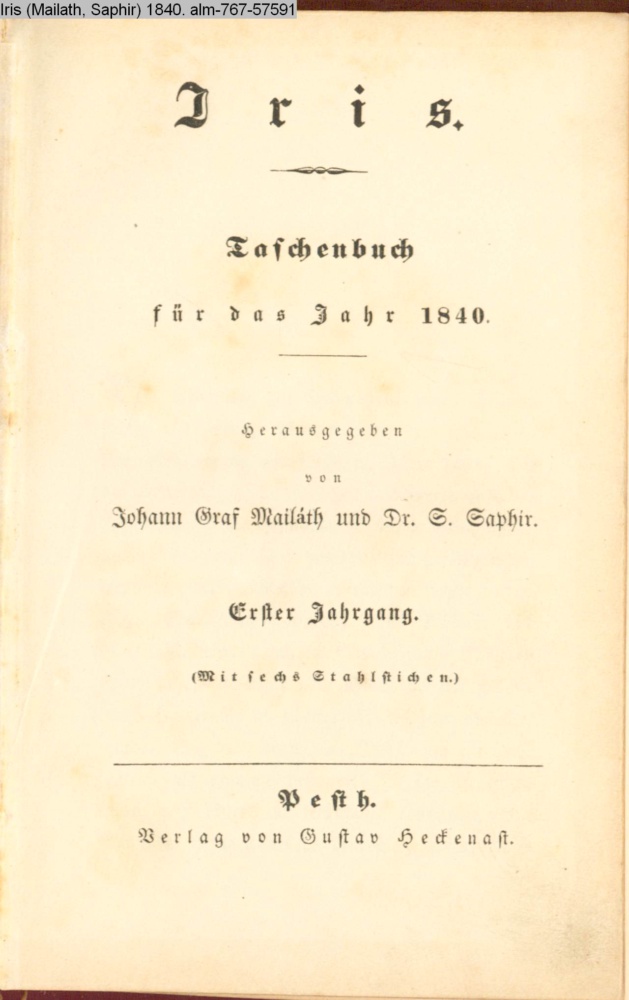 Iris (Mailath, Saphir) 1840. alm-767-57591
Iris.
Taschenbuch
für das Jahr 1840.
Herausgegeben
von
Johann Graf Mailáth und Dr. S. Saphir.
Erster Jahrgang.
(Mit sechs Stahlstichen.)
Pesth.
Verlag von Gustav Heckenast.